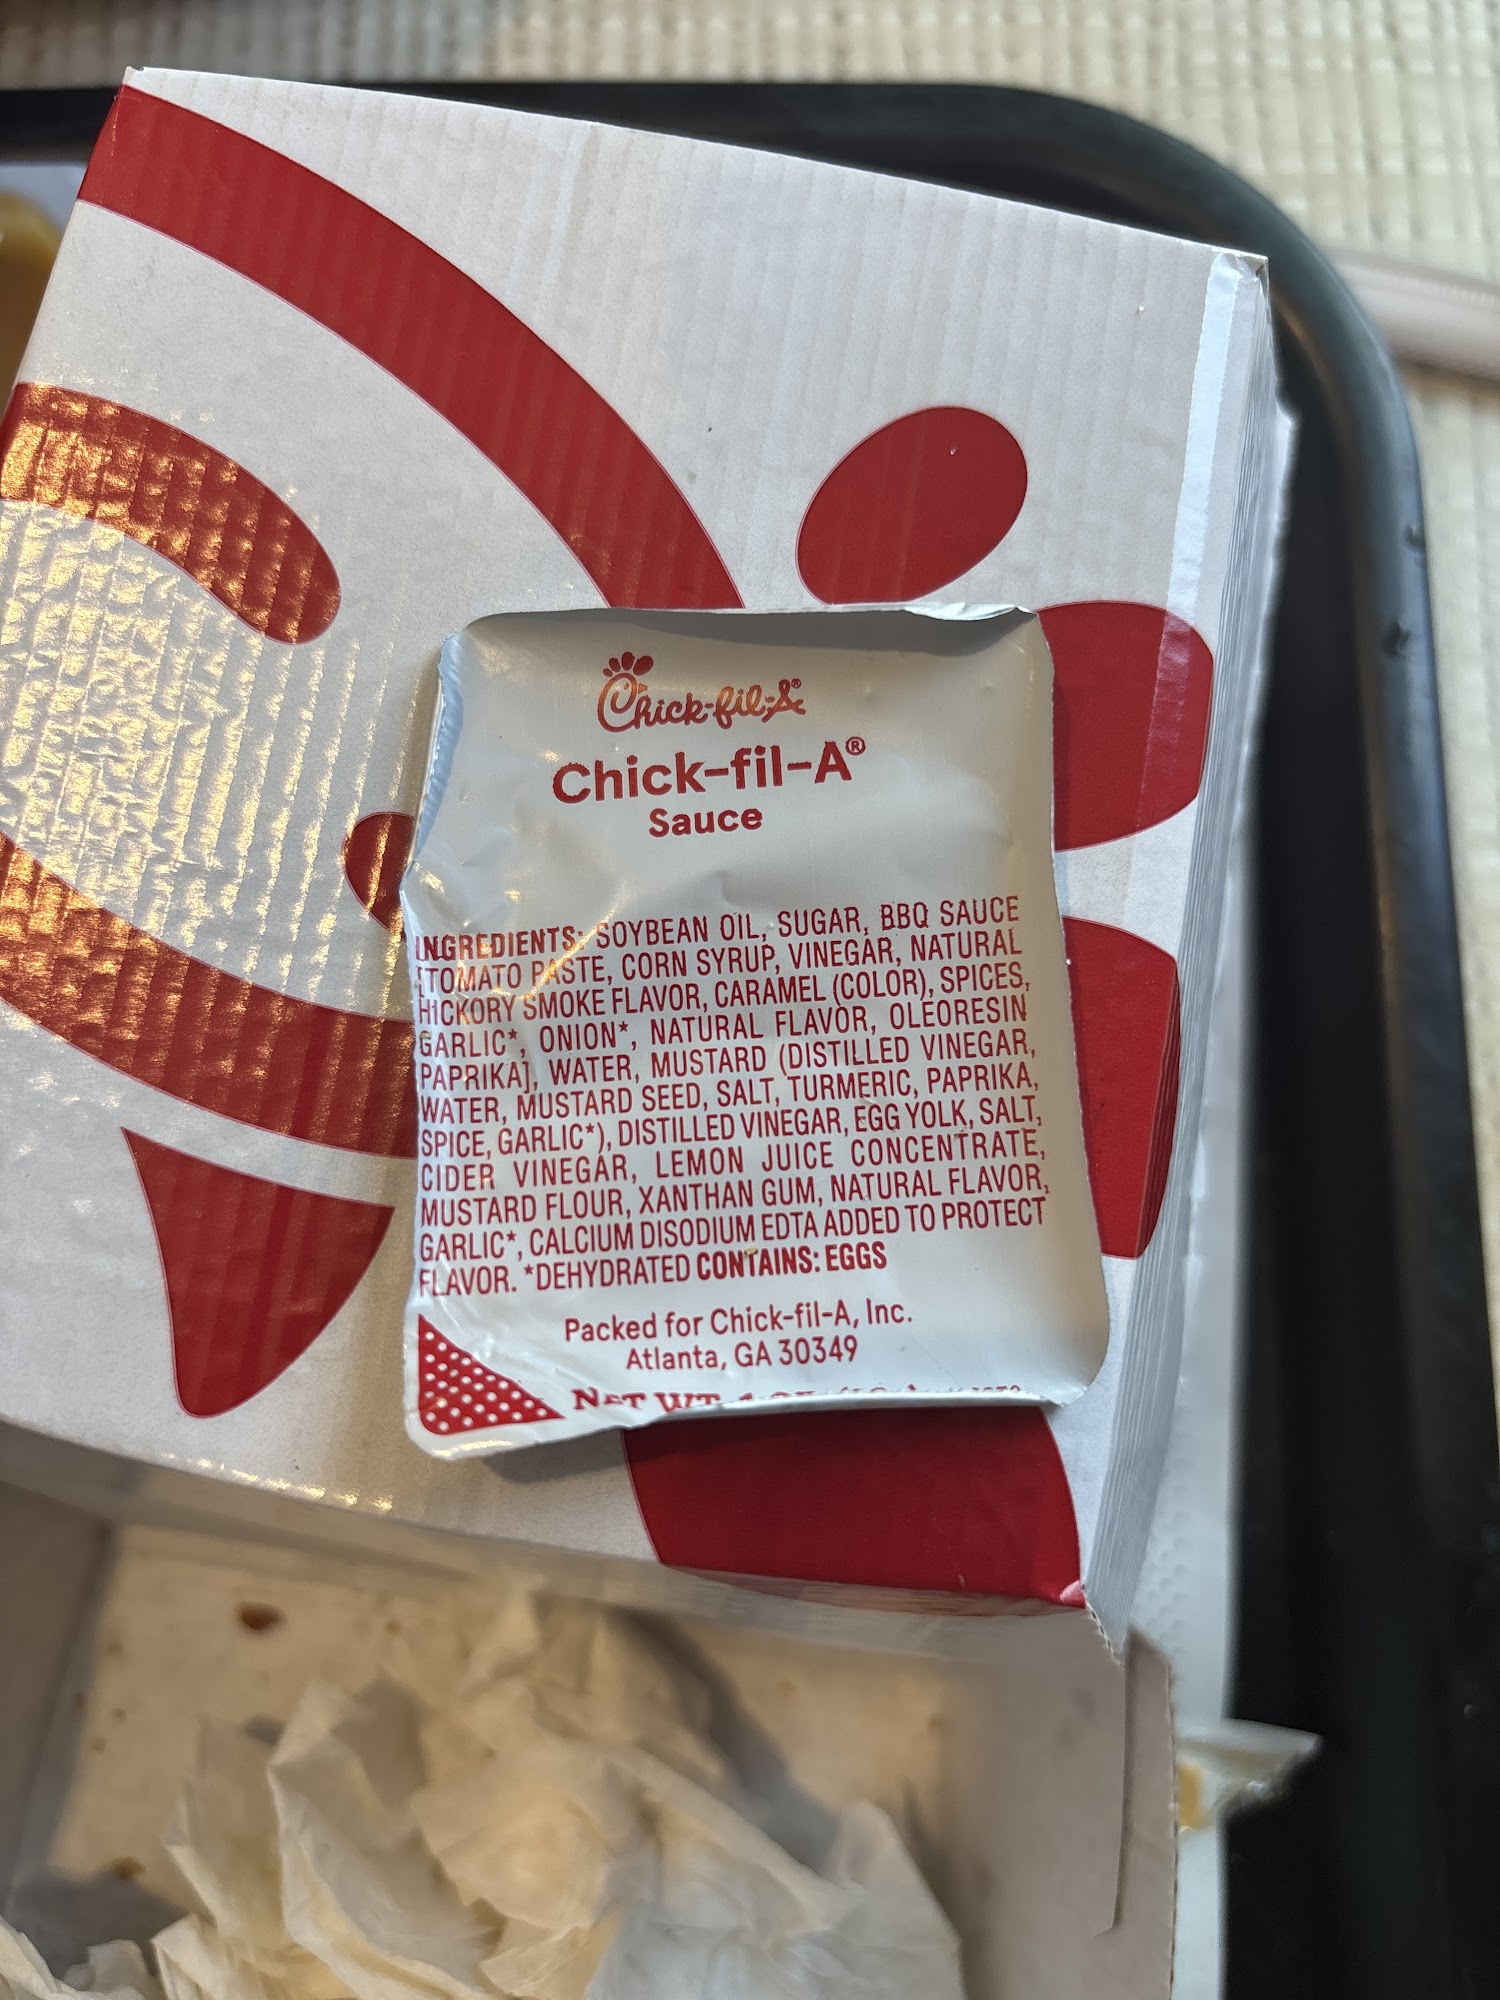 Chick-fil-A®
Chick-fil-A®
Sauce
INGREDIENTS: SOYBEAN OIL, SUGAR, BBQ SAUCE
[TOMATO PASTE, CORN SYRUP, VINEGAR, NATURAL
HICKORY SMOKE FLAVOR, CARAMEL (COLOR), SPICES,
GARLIC*, ONION*, NATURAL FLAVOR, OLEORESIN
PAPRIKA], WATER, MUSTARD (DISTILLED VINEGAR,
WATER, MUSTARD SEED, SALT, TURMERIC, PAPRIKA,
SPICE, GARLIC*), DISTILLED VINEGAR, EGG YOLK, SALT,
CIDER VINEGAR, LEMON JUICE CONCENTRATE,
MUSTARD FLOUR, XANTHAN GUM, NATURAL FLAVOR,
GARLIC*, CALCIUM DISODIUM EDTA ADDED TO PROTECT
FLAVOR. *DEHYDRATED CONTAINS: EGGS
Packed for Chick-fil-A, Inc.
Atlanta, GA 30349
NET WT.